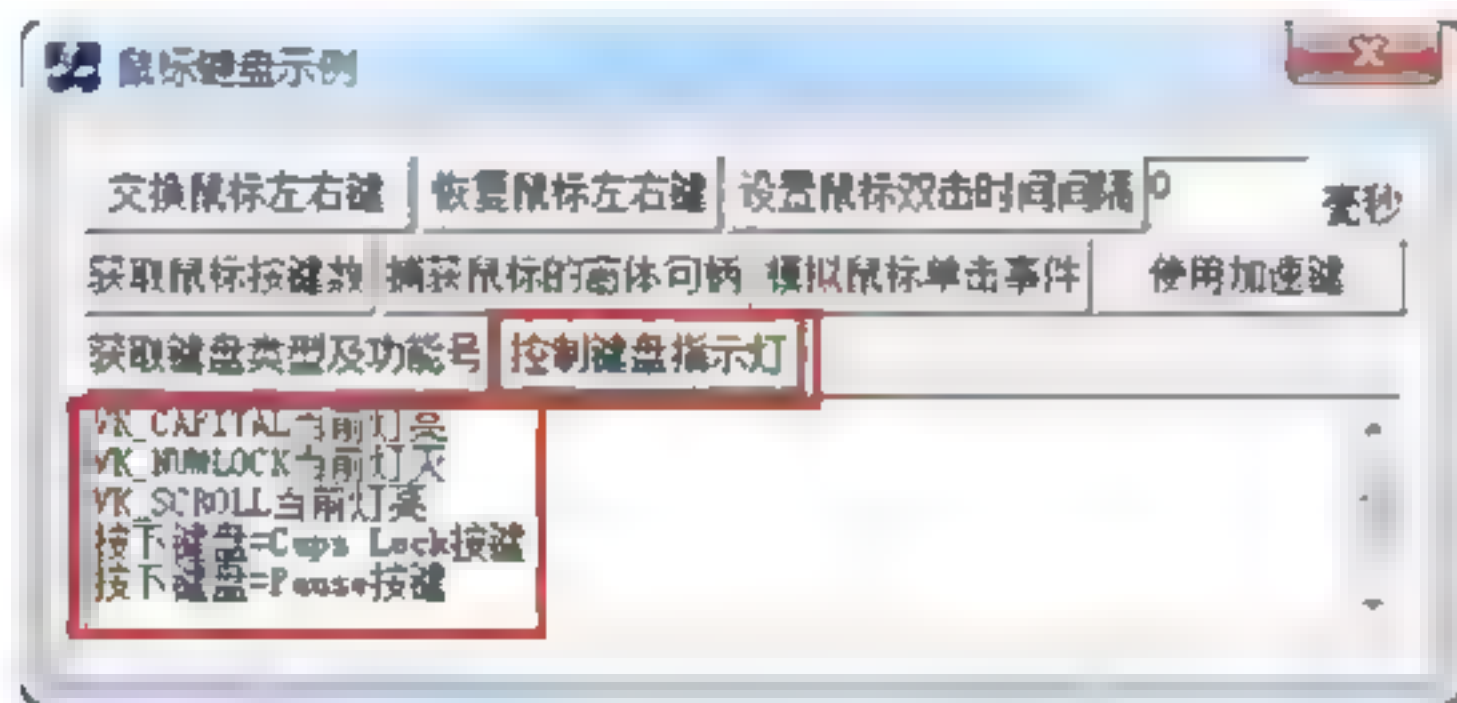 鼠标键盘示例
交换鼠标左右键 恢复鼠标左右键 设置鼠标双击时间间隔 0 毫秒
获取鼠标按键数 捕获鼠标的窗体句柄 模拟鼠标单击事件 使用加速键
获取键盘类型及功能号 控制键盘指示灯
VK_CAPITAL当前灯亮
VK_NUMLOCK当前灯灭
VK_SCROLL当前灯亮
按下键盘=Caps Lock按键
按下键盘=Pause按键